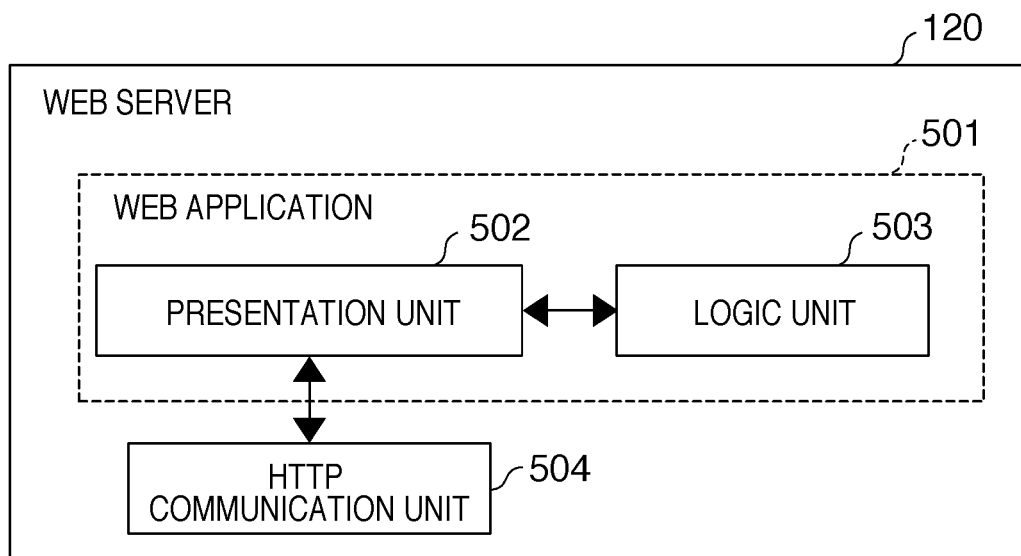 120
WEB SERVER
501
WEB APPLICATION
502
503
PRESENTATION UNIT
LOGIC UNIT
HTTP
COMMUNICATION UNIT
504